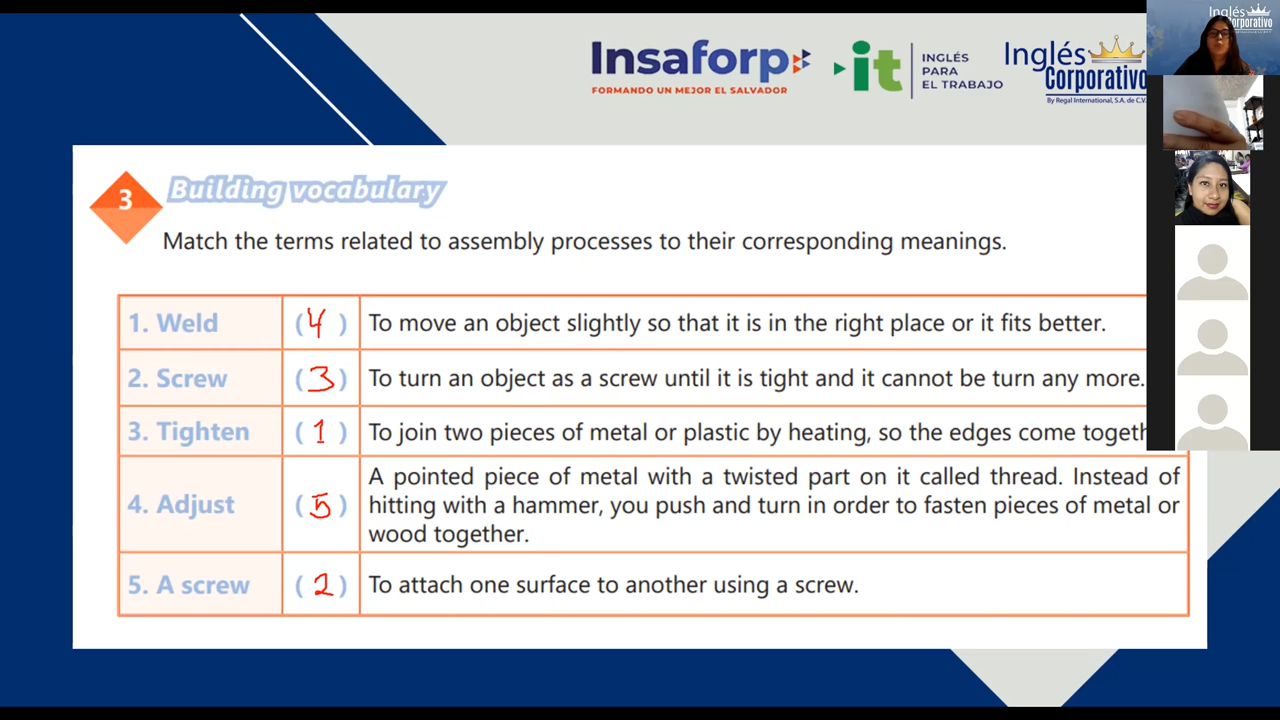 Insaforp
FORMANDO UN MEJOR EL SALVADOR
it
INGLÉS
PARA
EL TRABAJO
Inglés
Corporativo
By Regal International, S.A. de C.V.
Inglés
Corporativo
3
Building vocabulary
Match the terms related to assembly processes to their corresponding meanings.
1. Weld (4) To move an object slightly so that it is in the right place or it fits better.
2. Screw (3) To turn an object as a screw until it is tight and it cannot be turn any more.
3. Tighten (1) To join two pieces of metal or plastic by heating, so the edges come togeth
4. Adjust (5) A pointed piece of metal with a twisted part on it called thread. Instead of
hitting with a hammer, you push and turn in order to fasten pieces of metal or
wood together.
5. A screw (2) To attach one surface to another using a screw.